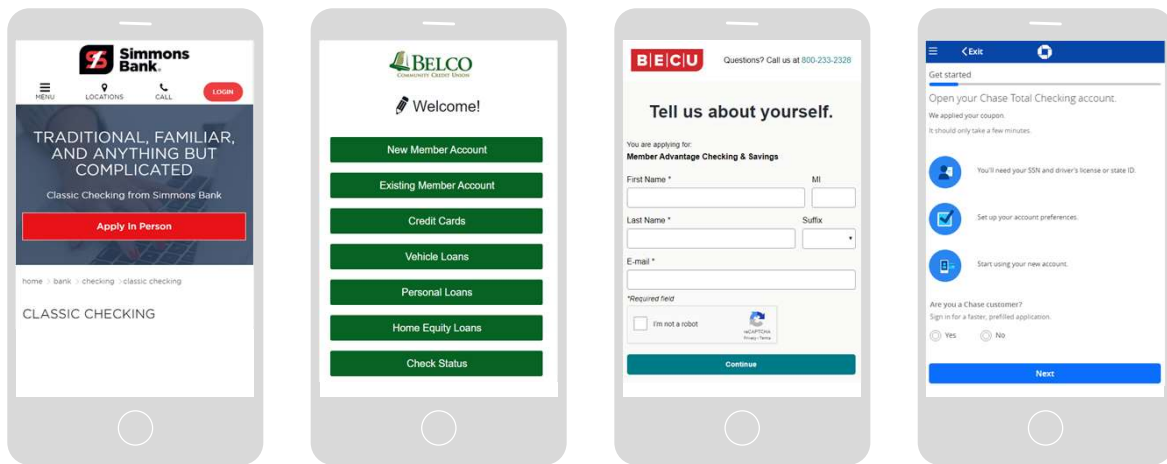 Simmons
Bank
MENU
LOCATIONS
CALL
LOGIN
TRADITIONAL, FAMILIAR,
AND ANYTHING BUT
COMPLICATED
Classic Checking from Simmons Bank
Apply In Person
home > bank > checking > classic checking
CLASSIC CHECKING
BELCO
COMMUNITY CREDIT UNION
Welcome!
New Member Account
Existing Member Account
Credit Cards
Vehicle Loans
Personal Loans
Home Equity Loans
Check Status
BECU
Questions? Call us at 800-233-2328
Tell us about yourself.
You are applying for:
Member Advantage Checking & Savings
First Name *
MI
Last Name *
Suffix
E-mail *
*Required field
I'm not a robot
reCAPTCHA
Privacy - Terms
Continue
Exit
Get started
Open your Chase Total Checking account.
We applied your coupon.
It should only take a few minutes.
You'll need your SSN and driver's license or state ID.
Set up your account preferences.
Start using your new account.
Are you a Chase customer?
Sign in for a faster, prefilled application.
Yes
No
Next